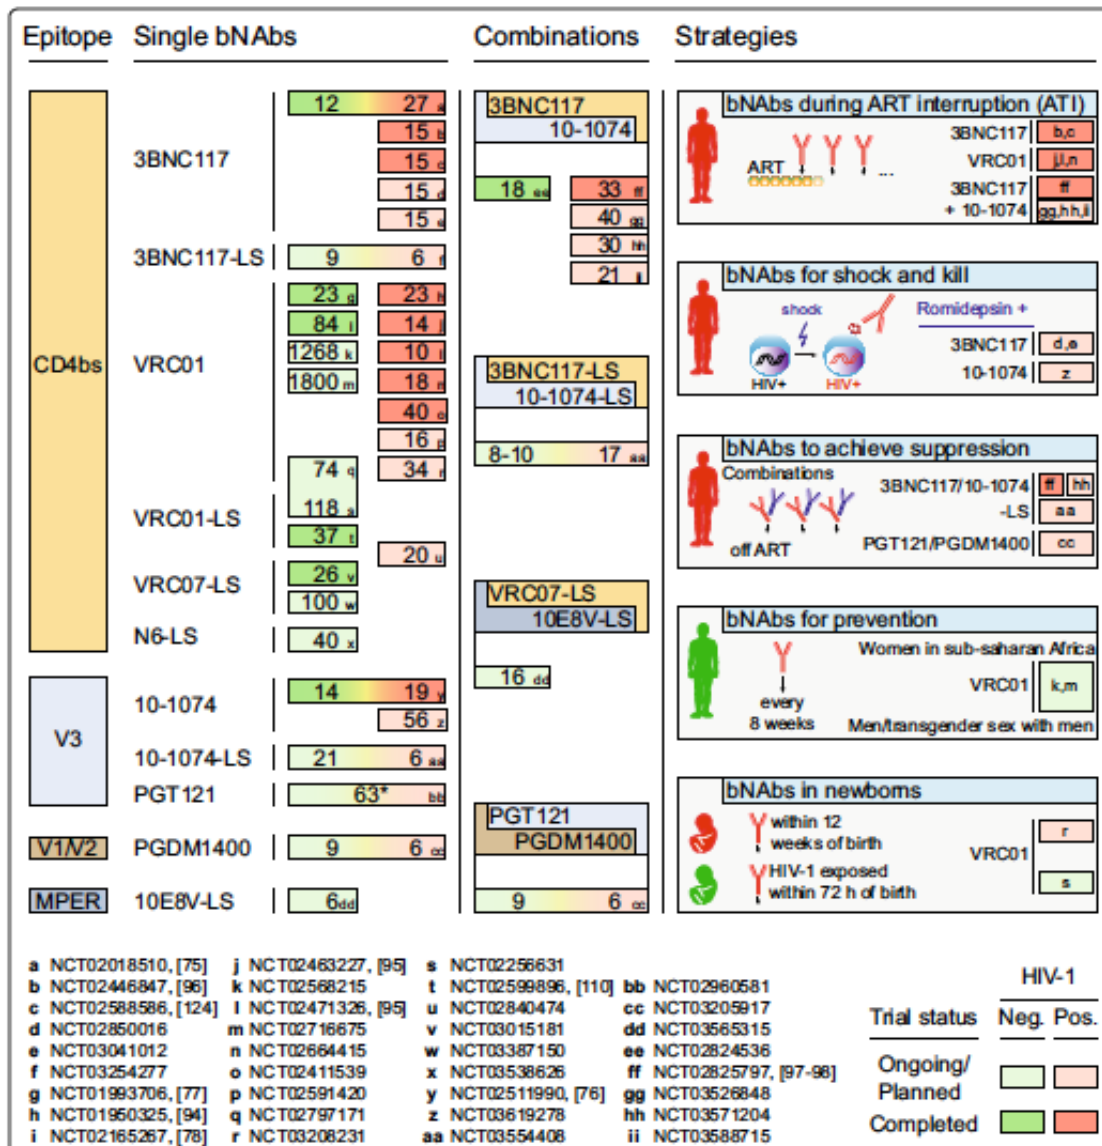 Epitope Single bNAbs Combinations Strategies
CD4bs
3BNC117
12 27 a
15 b
15 c
15 d
15 e
3BNC117-LS
9 6 f
VRC01
23 g 23 h
84 i 14 j
1268 k 10 l
1800 m 18 n
40 o
16 p
74 q 34 r
118 s
VRC01-LS
37 t
20 u
VRC07-LS
26 v
100 w
N6-LS
40 x
V3
10-1074
14 19 y
56 z
10-1074-LS
21 6 aa
PGT121
63* bb
V1/V2
PGDM1400
9 6 cc
MPER
10E8V-LS
6 dd
3BNC117
10-1074
18 ee 33 ff
40 gg
30 hh
21 ii
3BNC117-LS
10-1074-LS
8-10 17 aa
VRC07-LS
10E8V-LS
16 dd
PGT121
PGDM1400
9 6 cc
bNAbs during ART interruption (ATI)
ART
...
3BNC117 b,c
VRC01 j,l,n
3BNC117 ff
+ 10-1074 gg,hh,ii
bNAbs for shock and kill
shock
HIV+ HIV+
Romidepsin +
3BNC117 d,e
10-1074 z
bNAbs to achieve suppression
Combinations
off ART
3BNC117/10-1074 ff hh
-LS aa
PGT121/PGDM1400 cc
bNAbs for prevention
every
8 weeks
Women in sub-saharan Africa
VRC01 k,m
Men/transgender sex with men
bNAbs in newborns
within 12
weeks of birth
HIV-1 exposed
within 72 h of birth
VRC01
r
s
a NCT02018510, [75]
b NCT02446847, [96]
c NCT02588586, [124]
d NCT02850016
e NCT03041012
f NCT03254277
g NCT01993706, [77]
h NCT01950325, [94]
i NCT02165267, [78]
j NCT02463227, [95]
k NCT02568215
l NCT02471326, [95]
m NCT02716675
n NCT02664415
o NCT02411539
p NCT02591420
q NCT02797171
r NCT03208231
s NCT02256631
t NCT02599896, [110]
u NCT02840474
v NCT03015181
w NCT03387150
x NCT03538626
y NCT02511990, [76]
z NCT03619278
aa NCT03554408
bb NCT02960581
cc NCT03205917
dd NCT03565315
ee NCT02824536
ff NCT02825797, [97-98]
gg NCT03526848
hh NCT03571204
ii NCT03588715
HIV-1
Trial status Neg. Pos.
Ongoing/
Planned
Completed